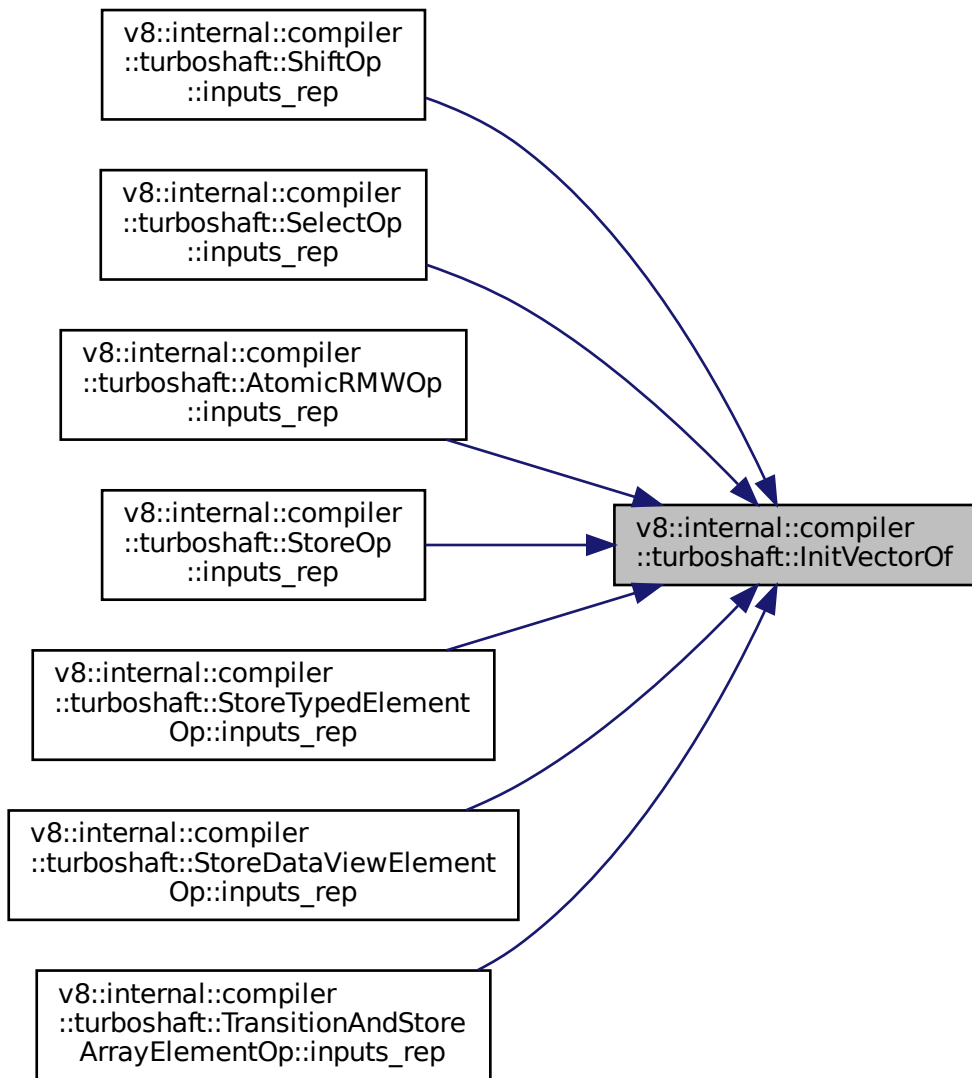 v8::internal::compiler
::turboshaft::ShiftOp
::inputs_rep
v8::internal::compiler
::turboshaft::SelectOp
::inputs_rep
v8::internal::compiler
::turboshaft::AtomicRMWOp
::inputs_rep
v8::internal::compiler
::turboshaft::StoreOp
::inputs_rep
v8::internal::compiler
::turboshaft::InitVectorOf
v8::internal::compiler
::turboshaft::StoreTypedElement
Op::inputs_rep
v8::internal::compiler
::turboshaft::StoreDataViewElement
Op::inputs_rep
v8::internal::compiler
::turboshaft::TransitionAndStore
ArrayElementOp::inputs_rep